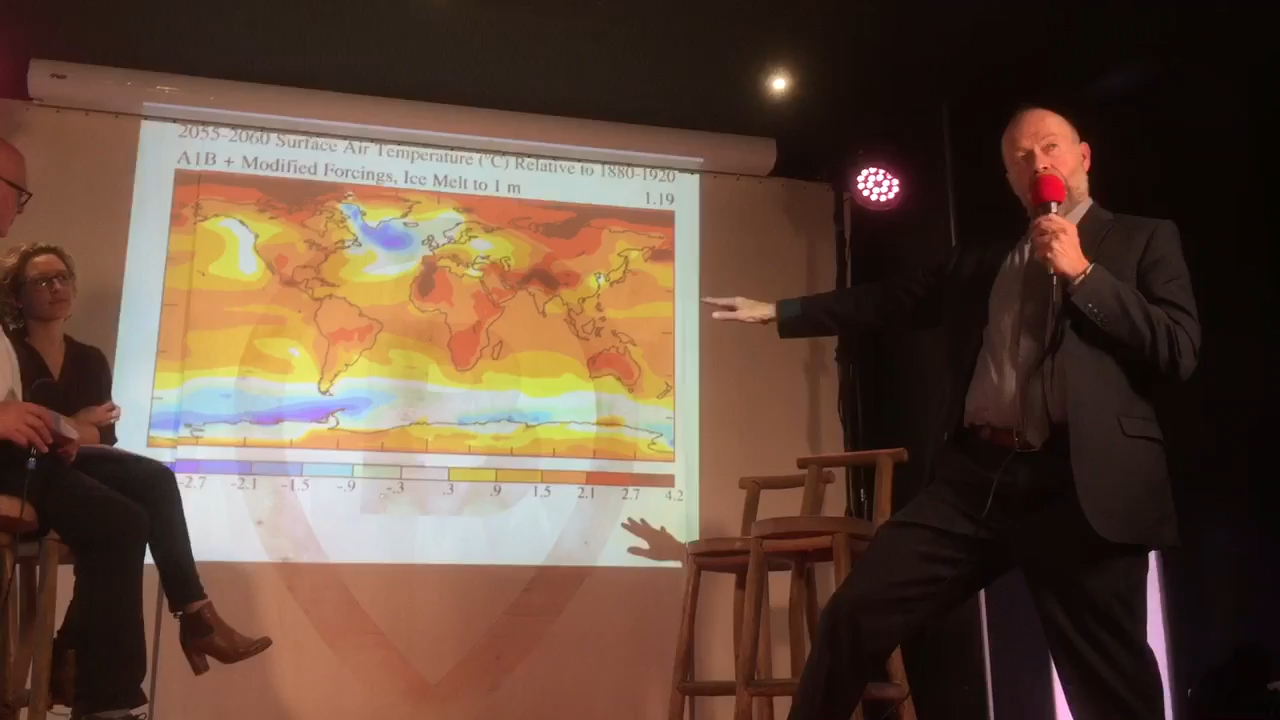 2055-2060 Surface Air Temperature (°C) Relative to 1880-1920
A1B + Modified Forcings, Ice Melt to 1 m
1.19
-2.7 -2.1 -1.5 -.9 -.3 .3 .9 1.5 2.1 2.7 4.2